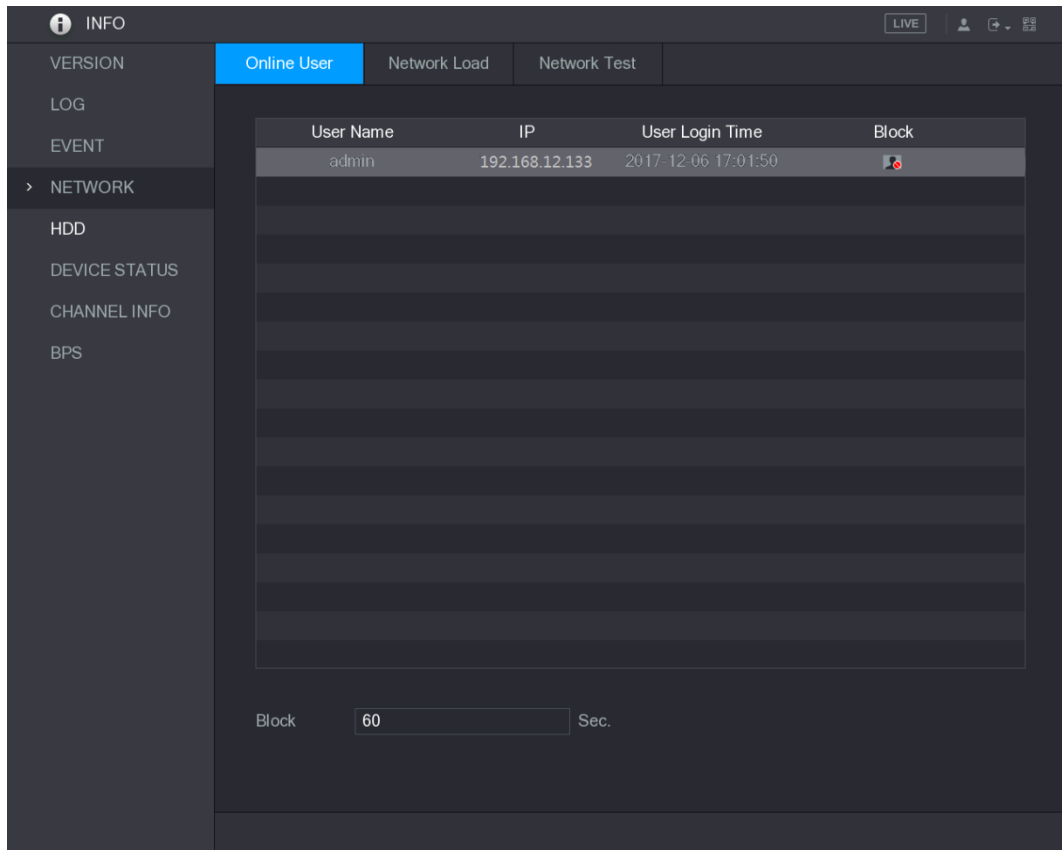 INFO
LIVE
VERSION
LOG
EVENT
> NETWORK
HDD
DEVICE STATUS
CHANNEL INFO
BPS
Online User Network Load Network Test
User Name IP User Login Time Block
admin 192.168.12.133 2017-12-06 17:01:50
Block 60 Sec.